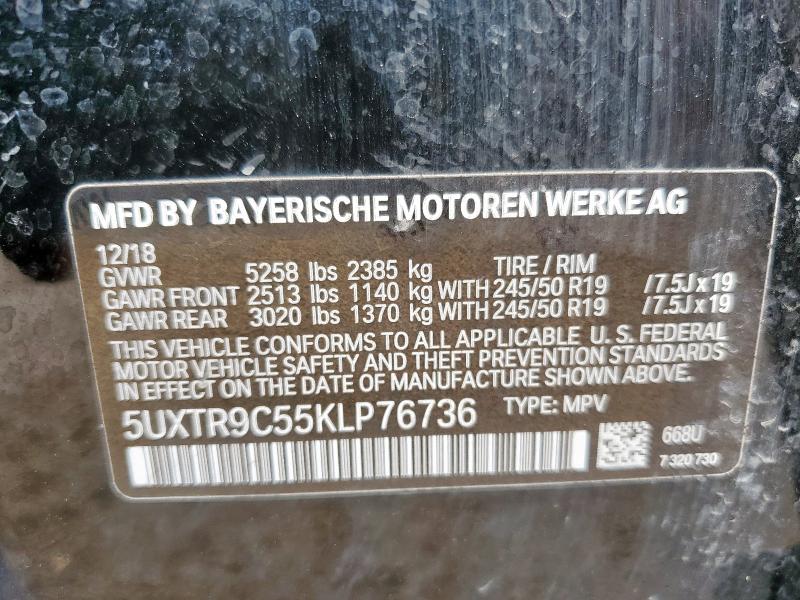 MFD BY BAYERISCHE MOTOREN WERKE AG
12/18
GVWR 5258 lbs 2385 kg TIRE / RIM
GAWR FRONT 2513 lbs 1140 kg WITH 245/50 R19 /7.5J x 19
GAWR REAR 3020 lbs 1370 kg WITH 245/50 R19 /7.5J x 19
THIS VEHICLE CONFORMS TO ALL APPLICABLE U. S. FEDERAL
MOTOR VEHICLE SAFETY AND THEFT PREVENTION STANDARDS
IN EFFECT ON THE DATE OF MANUFACTURE SHOWN ABOVE.
5UXTR9C55KLP76736 TYPE: MPV
668U
7 320 730